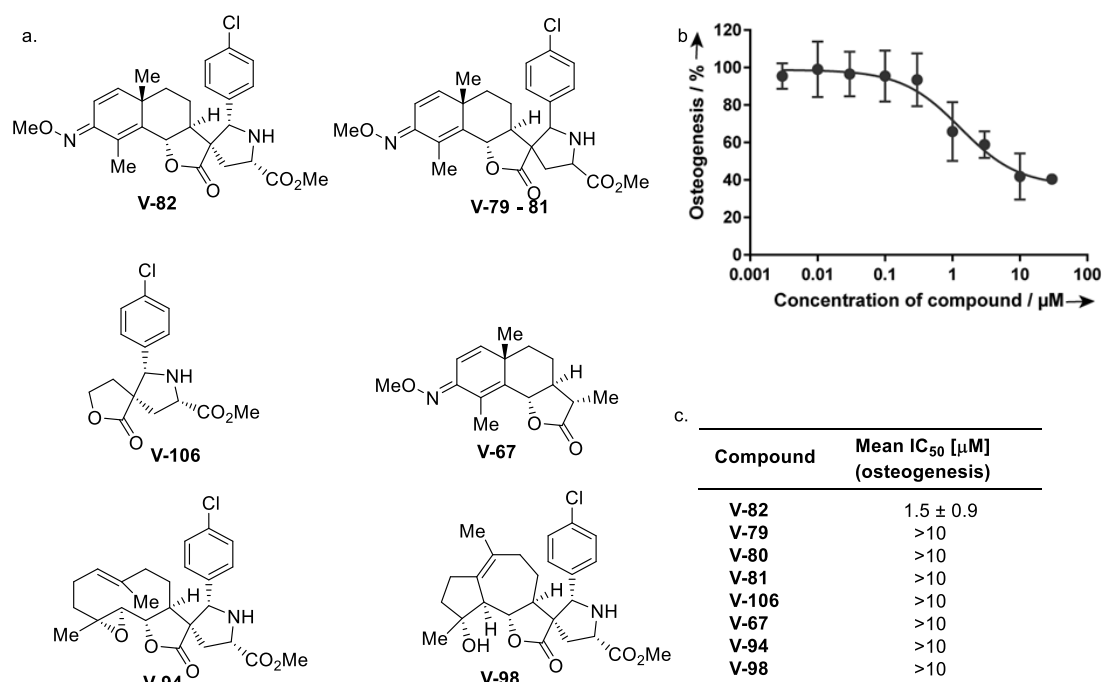 a.
Cl
Me
H
NH
MeO
N
Me
O
O
CO₂Me
V-82
Cl
Me
H
NH
MeO
N
Me
O
O
CO₂Me
V-79 - 81
b
Osteogenesis / %
120
100
80
60
40
20
0
0.001 0.01 0.1 1 10 100
Concentration of compound / µM
Cl
NH
O
O
CO₂Me
V-106
Me
H
MeO
N
Me
Me
O
O
V-67
Cl
H
NH
Me
Me
O
O
O
CO₂Me
V-94
Cl
Me
H
NH
H
Me
OH
O
O
CO₂Me
V-98
c.
Compound Mean IC₅₀ [µM]
(osteogenesis)
V-82 1.5 ± 0.9
V-79 >10
V-80 >10
V-81 >10
V-106 >10
V-67 >10
V-94 >10
V-98 >10